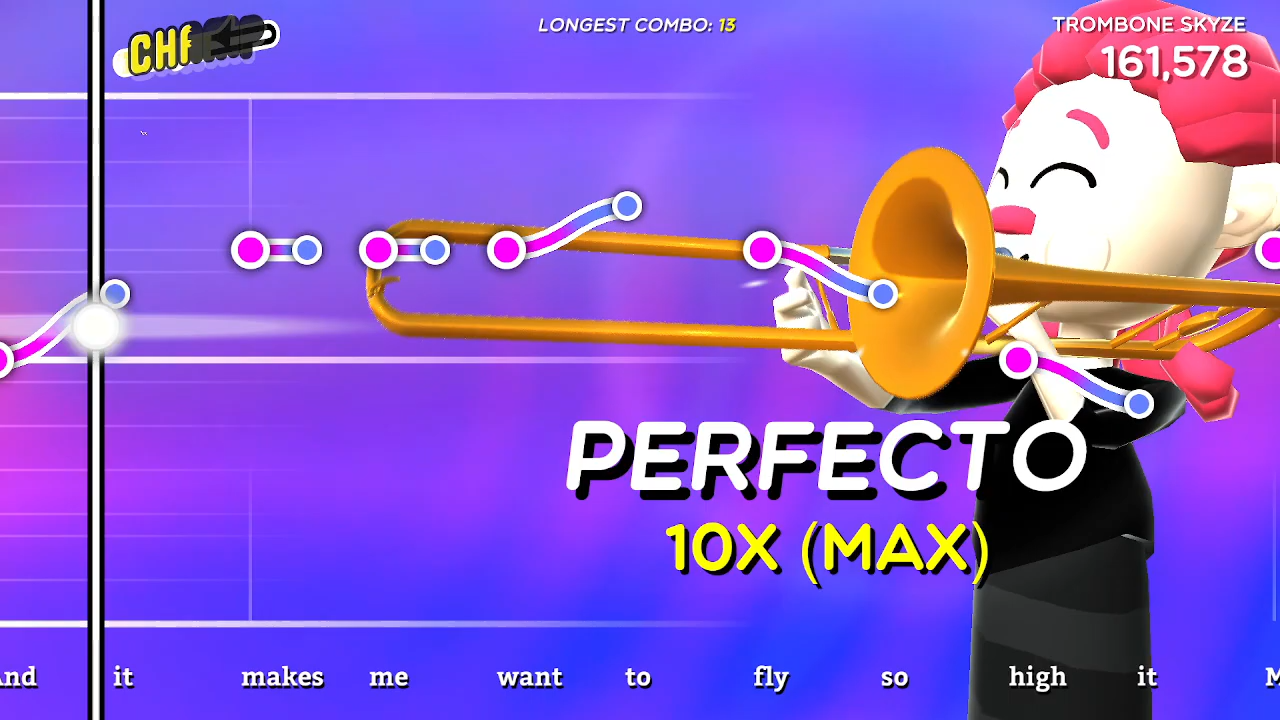 LONGEST COMBO: 13
TROMBONE SKYZE
161,578
PERFECTO
10X (MAX)
it makes me want to fly so high it